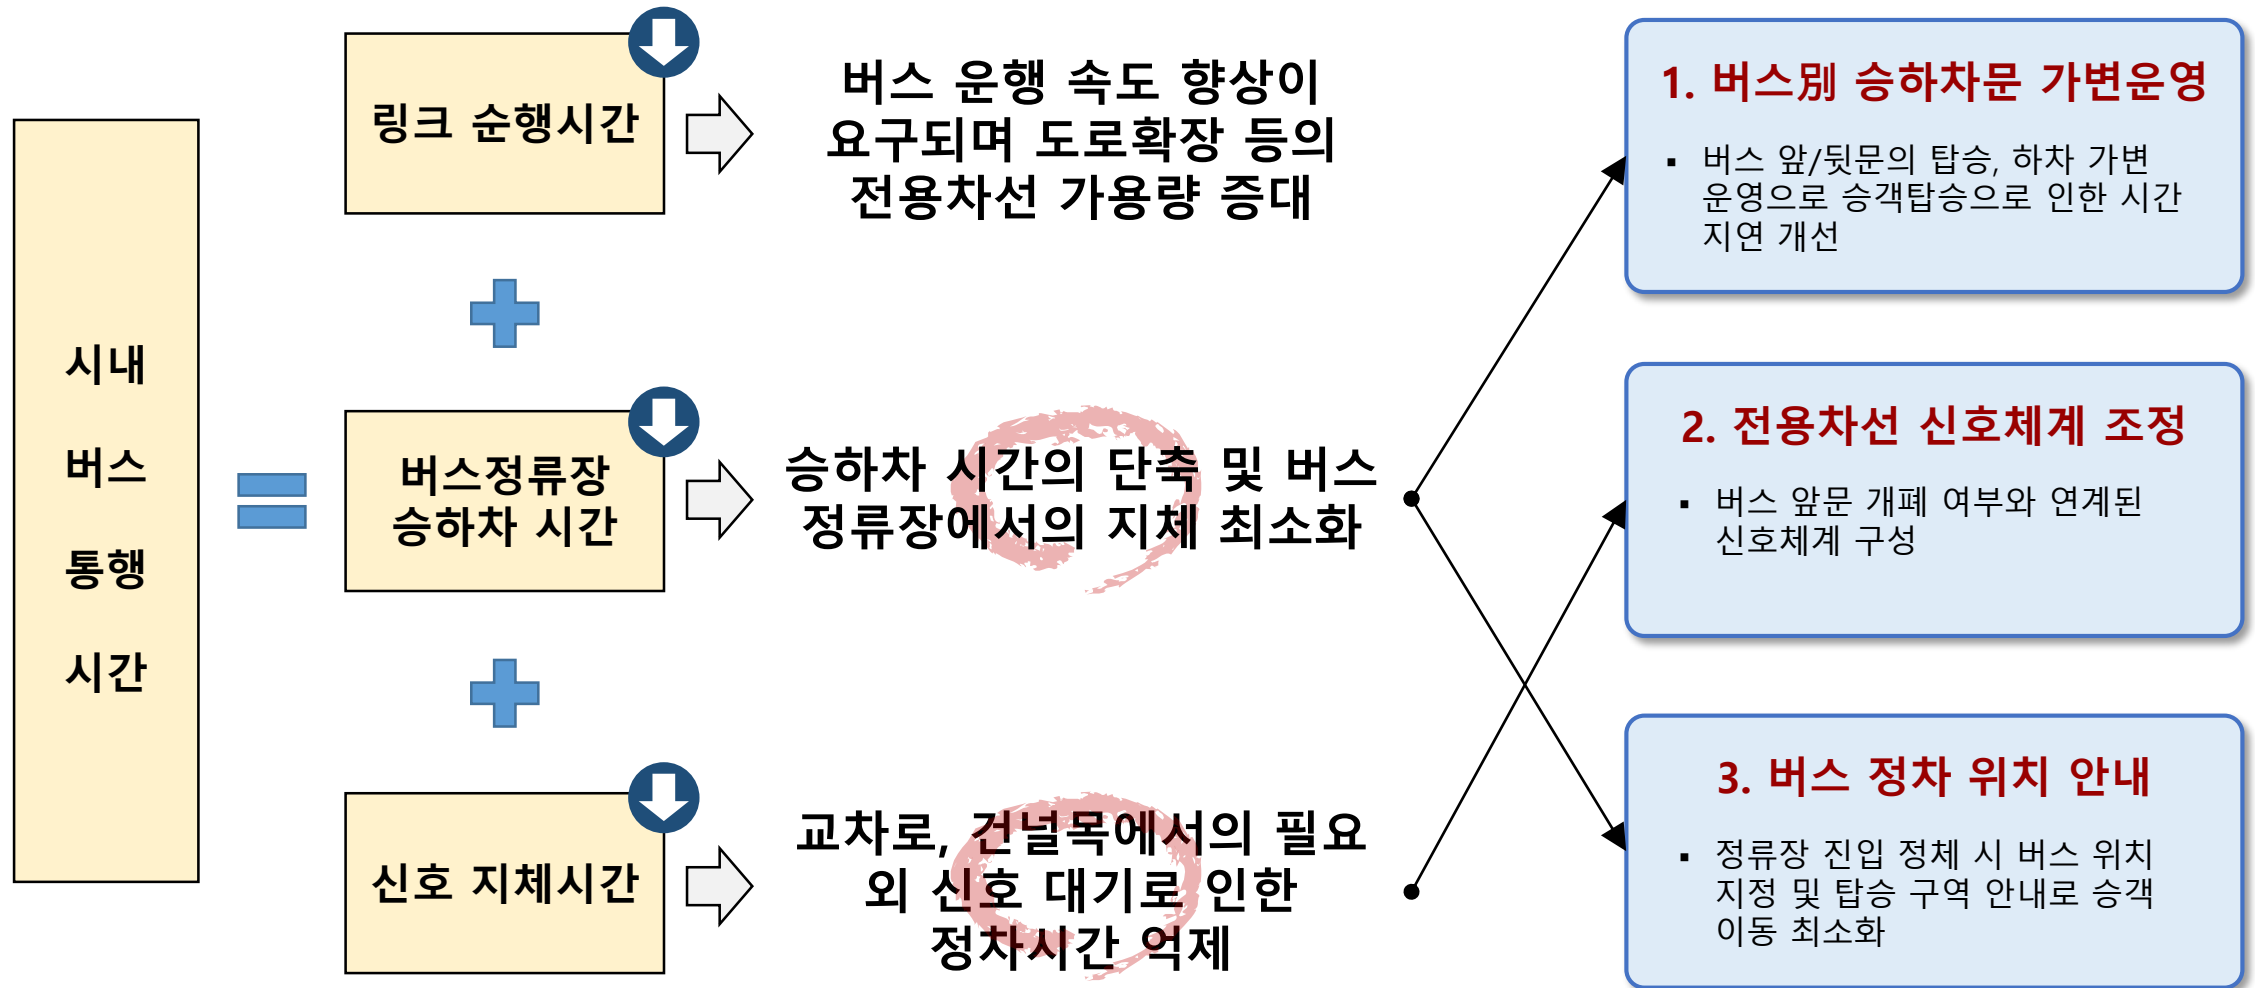 시내
버스
통행
시간
링크 순행시간
버스 운행 속도 향상이
요구되며 도로확장 등의
전용차선 가용량 증대
버스정류장
승하차 시간
승하차 시간의 단축 및 버스
정류장에서의 지체 최소화
신호 지체시간
교차로, 건널목에서의 필요
외 신호 대기로 인한
정차시간 억제
1. 버스別 승하차문 가변운영
▪ 버스 앞/뒷문의 탑승, 하차 가변
운영으로 승객탑승으로 인한 시간
지연 개선
2. 전용차선 신호체계 조정
▪ 버스 앞문 개폐 여부와 연계된
신호체계 구성
3. 버스 정차 위치 안내
▪ 정류장 진입 정체 시 버스 위치
지정 및 탑승 구역 안내로 승객
이동 최소화